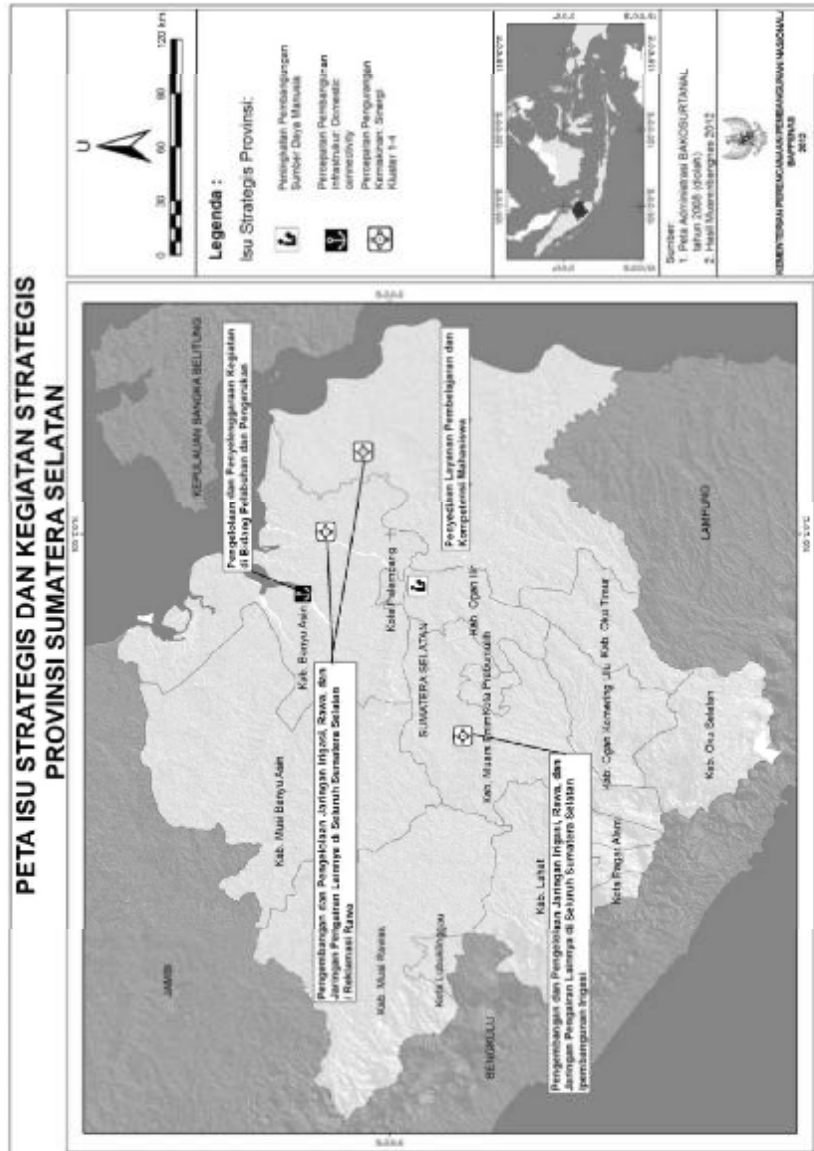 PETA ISU STRATEGIS DAN KEGIATAN STRATEGIS
PROVINSI SUMATERA SELATAN
KEPULAUAN BANGKA BELITUNG
JAMBI
BENGKULU
LAMPUNG
SUMATERA SELATAN
Pengelolaan dan Penyelenggaraan Kegiatan
di Bidang Pelabuhan dan Pengerukan
Kab. Banyu Asin
Kab. Musi Banyu Asin
Pengembangan dan Pengelolaan Jaringan Irigasi, Rawa, dan
Jaringan Pengairan Lainnya di Seluruh Sumatera Selatan
/ Reklamasi Rawa
Kota Palembang
Penyediaan Layanan Pembelajaran dan
Kompetensi Mahasiswa
Kab. Musi Rawas
Kota Lubuklinggau
Kab. Ogan Ilir
Kab. Muara Enim
Kota Prabumulih
Kab. Lahat
Kota Pagar Alam
Kab. Ogan Komering Ulu
Kab. Oku Timur
Kab. Oku Selatan
Pengembangan dan Pengelolaan Jaringan Irigasi, Rawa, dan
Jaringan Pengairan Lainnya di Seluruh Sumatera Selatan
/pembangunan Irigasi
U
0 30 60 90 120 km
Legenda :
Isu Strategis Provinsi:
Peningkatan Pembangunan
Sumber Daya Manusia
Percepatan Pembangunan
Infrastruktur: Domestic
connectivity
Percepatan Pengurangan
Kemiskinan: Sinergi
Kluster 1-4
Sumber:
1. Peta Administrasi BAKOSURTANAL
tahun 2008 (diolah)
2. Hasil Musrenbangnas 2012
KEMENTERIAN PERENCANAAN PEMBANGUNAN NASIONAL/
BAPPENAS
2012